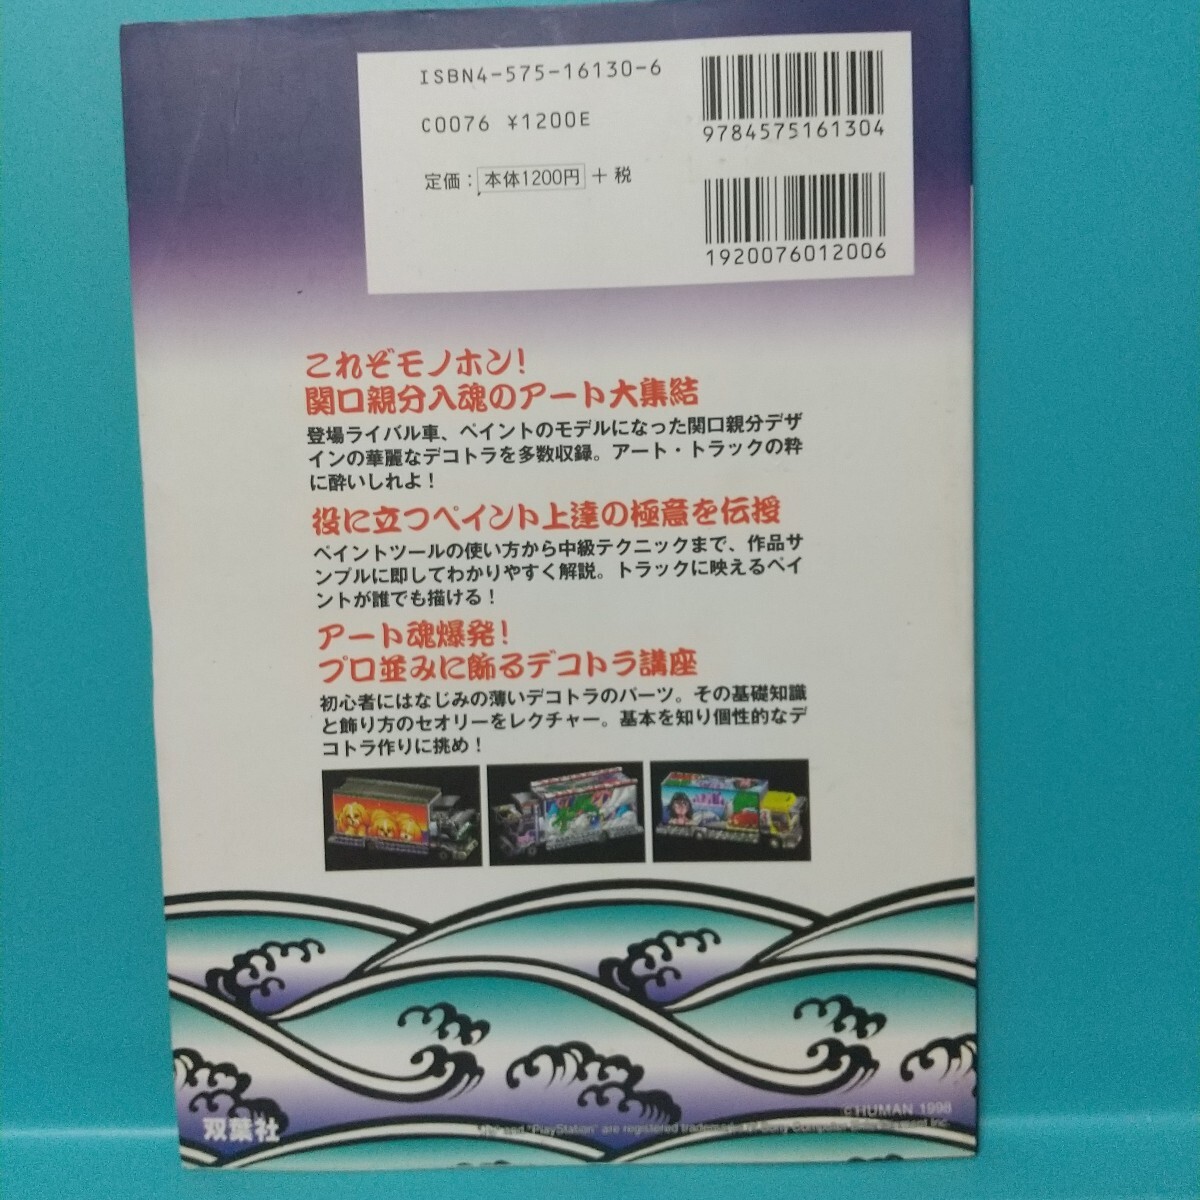 ISBN4-575-16130-6
C0076 ¥1200E
定価：本体1200円＋税
9784575161304
1920076012006
これぞモノホン！
関口親分入魂のアート大集結
登場ライバル車、ペイントのモデルになった関口親分デザ
インの華麗なデコトラを多数収録。アート・トラックの粋
に酔いしれよ！
役に立つペイント上達の極意を伝授
ペイントツールの使い方から中級テクニックまで、作品サ
ンプルに即してわかりやすく解説。トラックに映えるペイ
ントが誰でも描ける！
アート魂爆発！
プロ並みに飾るデコトラ講座
初心者にはなじみの薄いデコトラのパーツ。その基礎知識
と飾り方のセオリーをレクチャー。基本を知り個性的なデ
コトラ作りに挑め！
©HUMAN 1998
双葉社
and "PlayStation" are registered trademarks of Sony Computer Entertainment Inc.